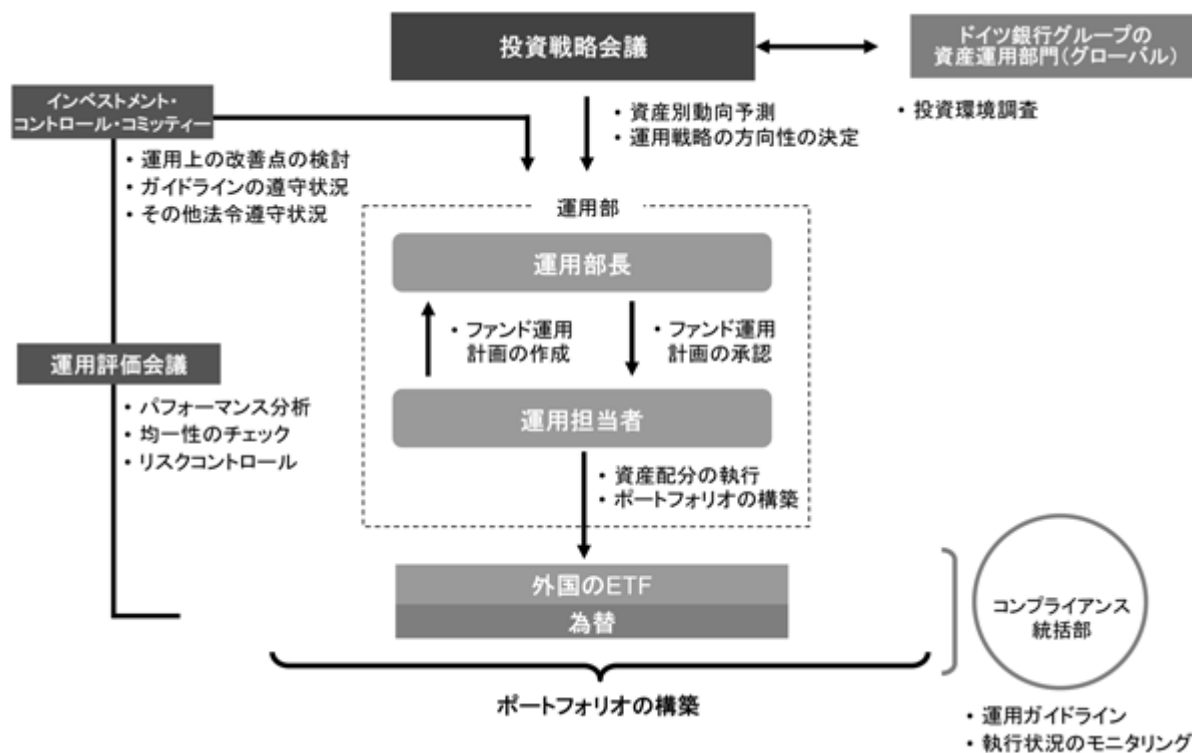 投資戦略会議
ドイツ銀行グループの
資産運用部門(グローバル)
・投資環境調査
・資産別動向予測
・運用戦略の方向性の決定
インベストメント・
コントロール・コミッティー
・運用上の改善点の検討
・ガイドラインの遵守状況
・その他法令遵守状況
運用部
運用部長
・ファンド運用
計画の作成
・ファンド運用
計画の承認
運用評価会議
・パフォーマンス分析
・均一性のチェック
・リスクコントロール
運用担当者
・資産配分の執行
・ポートフォリオの構築
外国のETF
為替
コンプライアンス
統括部
ポートフォリオの構築
・運用ガイドライン
・執行状況のモニタリング